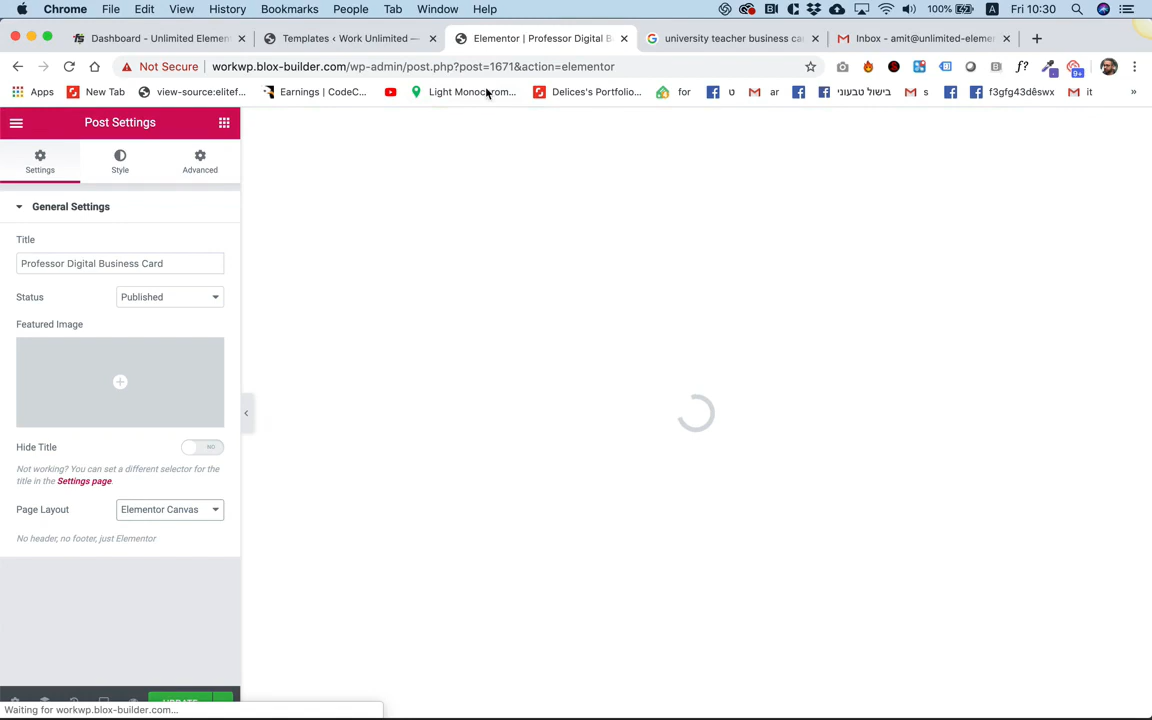 Chrome File Edit View History Bookmarks People Tab Window Help 100% A Fri 10:30
Dashboard - Unlimited Elemen Templates ‹ Work Unlimited — Elementor | Professor Digital B university teacher business ca Inbox - amit@unlimited-elemen
Not Secure workwp.blox-builder.com/wp-admin/post.php?post=1671&action=elementor f? 9+
Apps New Tab view-source:elitef... Earnings | CodeC... Light Monocrom... Delices's Portfolio... for ט ar בישול טבעוני s f3gfg43dêswx it »
Post Settings
Settings Style Advanced
General Settings
Title
Professor Digital Business Card
Status Published
Featured Image
Hide Title NO
Not working? You can set a different selector for the
title in the Settings page.
Page Layout Elementor Canvas
No header, no footer, just Elementor
UPDATE
Waiting for workwp.blox-builder.com...